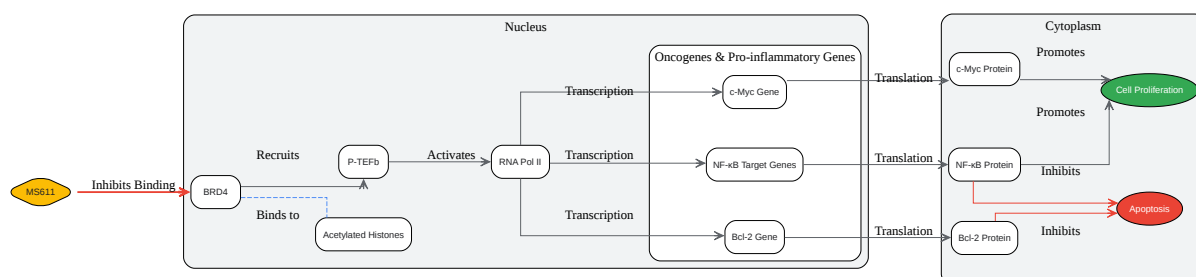 Nucleus
Cytoplasm
Oncogenes & Pro-inflammatory Genes
Promotes
c-Myc Protein
Translation
Transcription
c-Myc Gene
Cell Proliferation
Promotes
Recruits
P-TEFb
Activates
RNA Pol II
Transcription
NF-κB Target Genes
Translation
NF-κB Protein
Inhibits
MS611
Inhibits Binding
BRD4
Binds to
Acetylated Histones
Transcription
Bcl-2 Gene
Translation
Bcl-2 Protein
Inhibits
Apoptosis